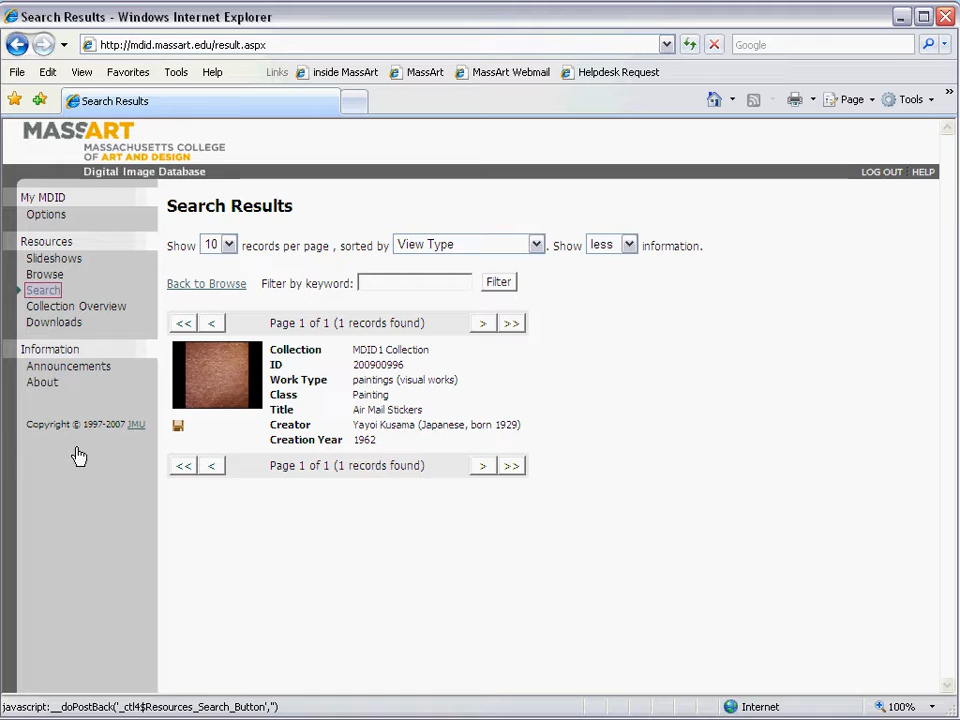 Search Results - Windows Internet Explorer
http://mdid.massart.edu/result.aspx
Google
File Edit View Favorites Tools Help Links inside MassArt MassArt MassArt Webmail Helpdesk Request
Search Results
Page Tools
MASSART
MASSACHUSETTS COLLEGE
OF ART AND DESIGN
Digital Image Database LOG OUT HELP
My MDID
Options
Resources
Slideshows
Browse
Search
Collection Overview
Downloads
Information
Announcements
About
Copyright © 1997-2007 JMU
Search Results
Show 10 records per page , sorted by View Type . Show less information.
Back to Browse Filter by keyword: Filter
<< < Page 1 of 1 (1 records found) > >>
Collection MDID1 Collection
ID 200900996
Work Type paintings (visual works)
Class Painting
Title Air Mail Stickers
Creator Yayoi Kusama (Japanese, born 1929)
Creation Year 1962
<< < Page 1 of 1 (1 records found) > >>
javascript:__doPostBack('_ctl4$Resources_Search_Button','') Internet 100%